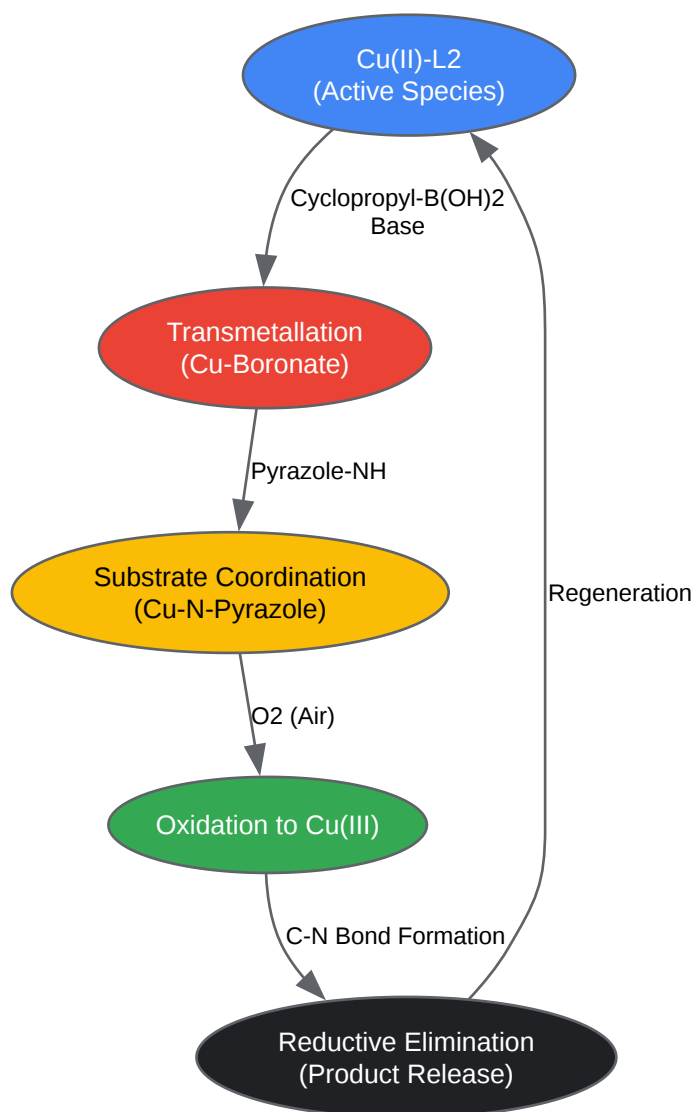 Cu(II)-L2
(Active Species)
Cyclopropyl-B(OH)2
Base
Transmetallation
(Cu-Boronate)
Pyrazole-NH
Substrate Coordination
(Cu-N-Pyrazole)
Regeneration
O2 (Air)
Oxidation to Cu(III)
C-N Bond Formation
Reductive Elimination
(Product Release)